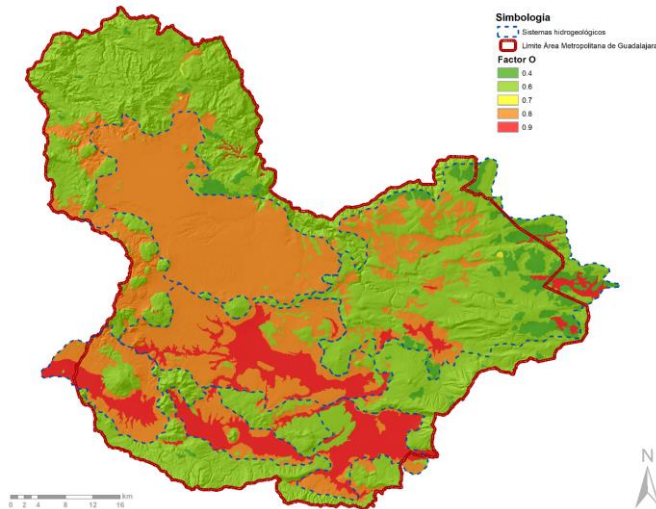 Simbología
Sistemas hidrogeológicos
Límite Área Metropolitana de Guadalajara
Factor O
0.4
0.6
0.7
0.8
0.9
N
0 2 4 8 12 16
km